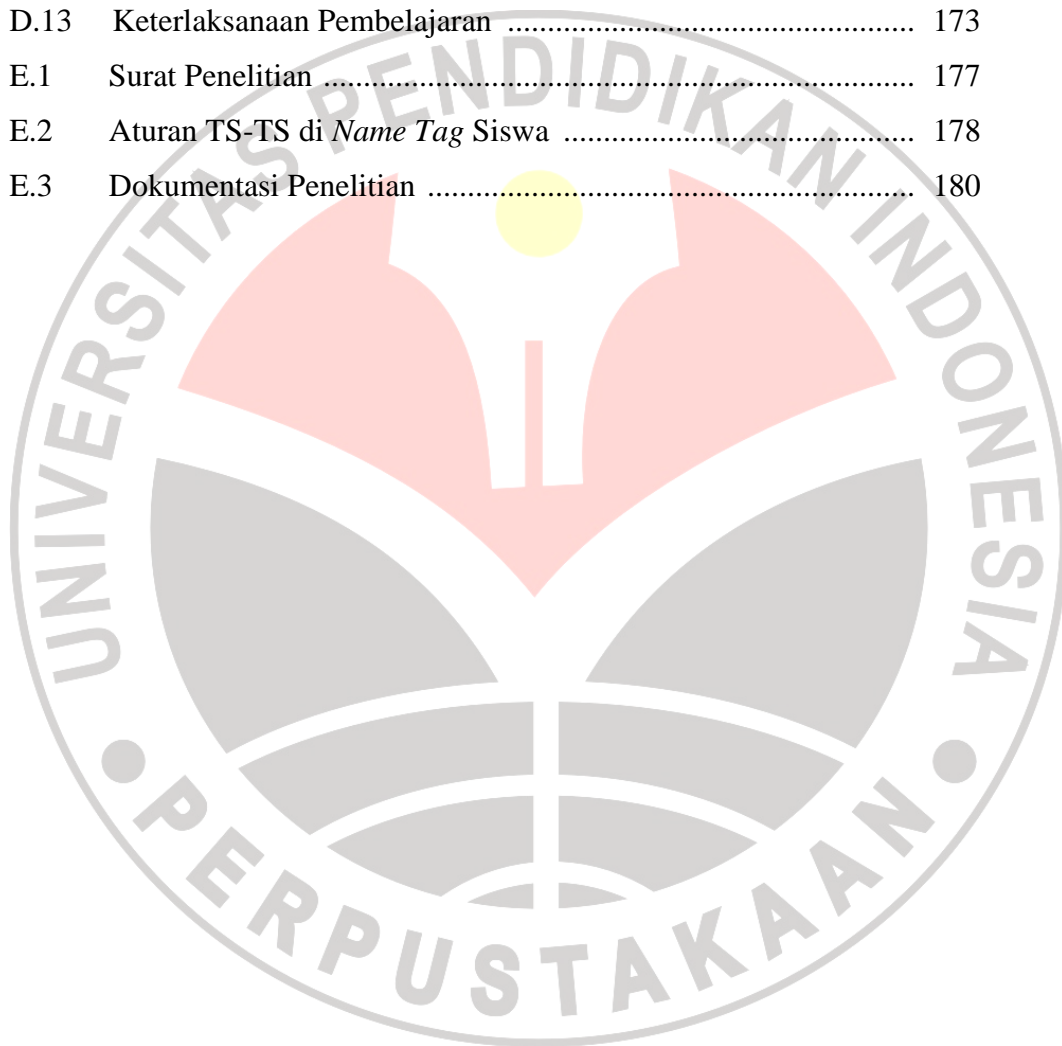 D.13 Keterlaksanaan Pembelajaran .................................................... 173
E.1 Surat Penelitian ........................................................................... 177
E.2 Aturan TS-TS di Name Tag Siswa ............................................. 178
E.3 Dokumentasi Penelitian .............................................................. 180
UNIVERSITAS PENDIDIKAN INDONESIA
PERPUSTAKAAN